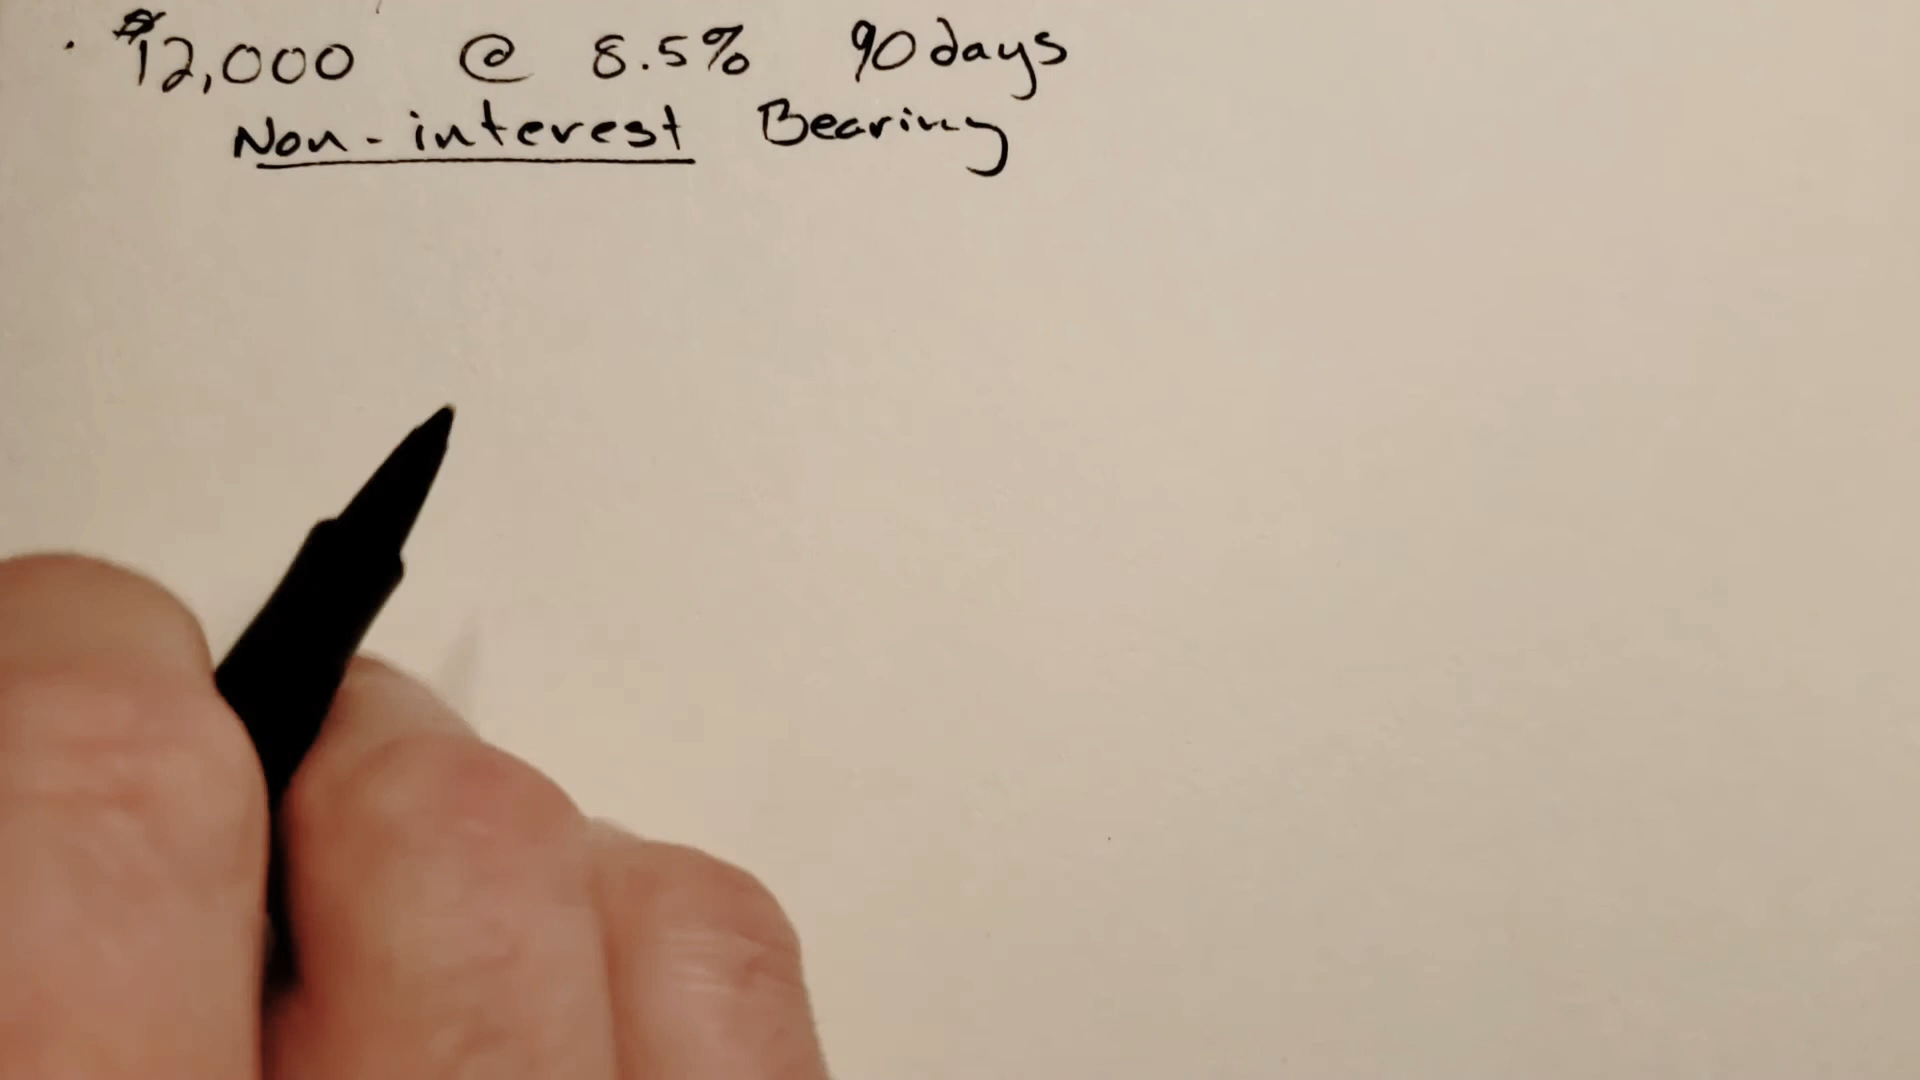 $12,000 @ 8.5% 90 days
Non-interest Bearing